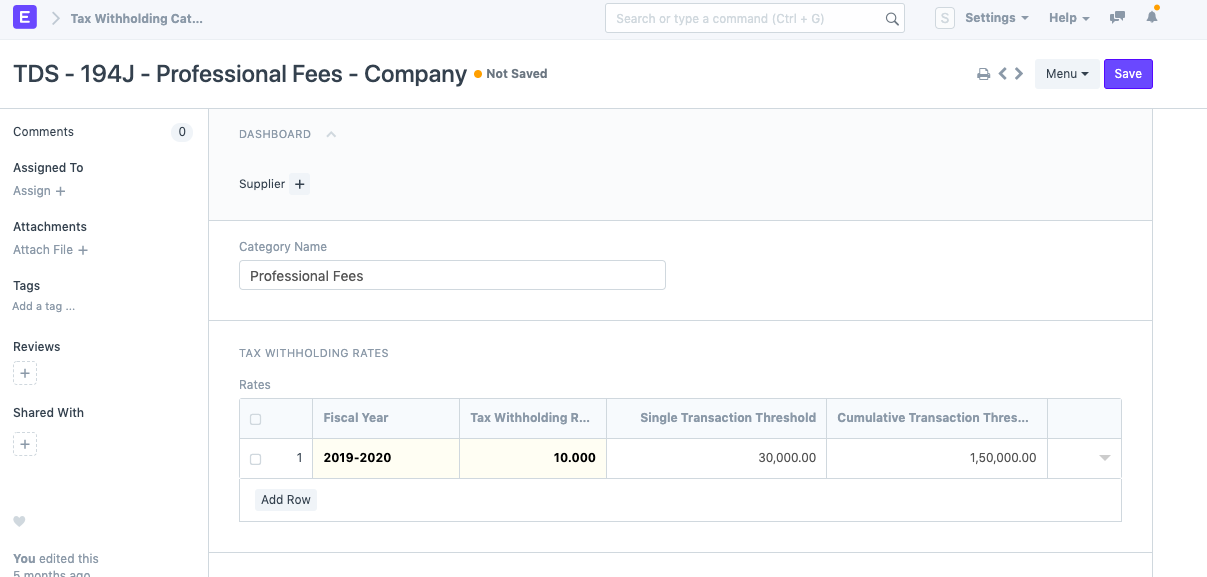 E Tax Withholding Cat... Search or type a command (Ctrl + G) S Settings Help
TDS - 194J - Professional Fees - Company Not Saved Menu Save
Comments 0
Assigned To
Assign +
Attachments
Attach File +
Tags
Add a tag ...
Reviews
+
Shared With
+
You edited this
5 months ago
DASHBOARD
Supplier +
Category Name
Professional Fees
TAX WITHHOLDING RATES
Rates
Fiscal Year Tax Withholding R... Single Transaction Threshold Cumulative Transaction Thres...
1 2019-2020 10.000 30,000.00 1,50,000.00
Add Row